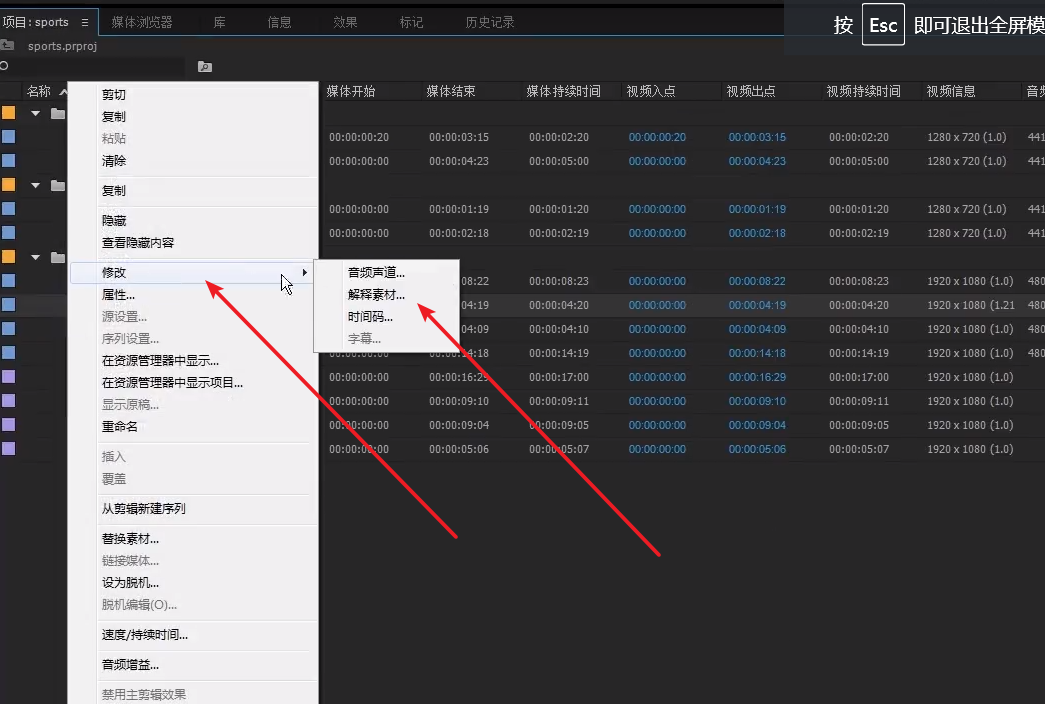 项目: sports ≡ 媒体浏览器 库 信息 效果 标记 历史记录
按 Esc 即可退出全屏模
sports.prproj
名称 媒体开始 媒体结束 媒体持续时间 视频入点 视频出点 视频持续时间 视频信息 音频
00:00:00:20 00:00:03:15 00:00:02:20 00:00:00:20 00:00:03:15 00:00:02:20 1280 x 720 (1.0) 441
00:00:00:00 00:00:04:23 00:00:05:00 00:00:00:00 00:00:04:23 00:00:05:00 1280 x 720 (1.0) 441
00:00:00:00 00:00:01:19 00:00:01:20 00:00:00:00 00:00:01:19 00:00:01:20 1280 x 720 (1.0) 441
00:00:00:00 00:00:02:18 00:00:02:19 00:00:00:00 00:00:02:18 00:00:02:19 1280 x 720 (1.0) 441
08:22 00:00:08:23 00:00:00:00 00:00:08:22 00:00:08:23 1920 x 1080 (1.0) 480
04:19 00:00:04:20 00:00:00:00 00:00:04:19 00:00:04:20 1920 x 1080 (1.21
04:09 00:00:04:10 00:00:00:00 00:00:04:09 00:00:04:10 1920 x 1080 (1.0) 480
14:18 00:00:14:19 00:00:00:00 00:00:14:18 00:00:14:19 1920 x 1080 (1.0) 480
00:00:00:00 00:00:16:29 00:00:17:00 00:00:00:00 00:00:16:29 00:00:17:00 1920 x 1080 (1.0)
00:00:00:00 00:00:09:10 00:00:09:11 00:00:00:00 00:00:09:10 00:00:09:11 1920 x 1080 (1.0)
00:00:00:00 00:00:09:04 00:00:09:05 00:00:00:00 00:00:09:04 00:00:09:05 1920 x 1080 (1.0)
00:00:00:00 00:00:05:06 00:00:05:07 00:00:00:00 00:00:05:06 00:00:05:07 1920 x 1080 (1.0)
剪切
复制
粘贴
清除
复制
隐藏
查看隐藏内容
修改
属性...
源设置...
序列设置...
在资源管理器中显示...
在资源管理器中显示项目...
显示原稿...
重命名
插入
覆盖
从剪辑新建序列
替换素材...
链接媒体...
设为脱机...
脱机编辑(O)...
速度/持续时间...
音频增益...
禁用主剪辑效果
音频声道...
解释素材...
时间码...
字幕...